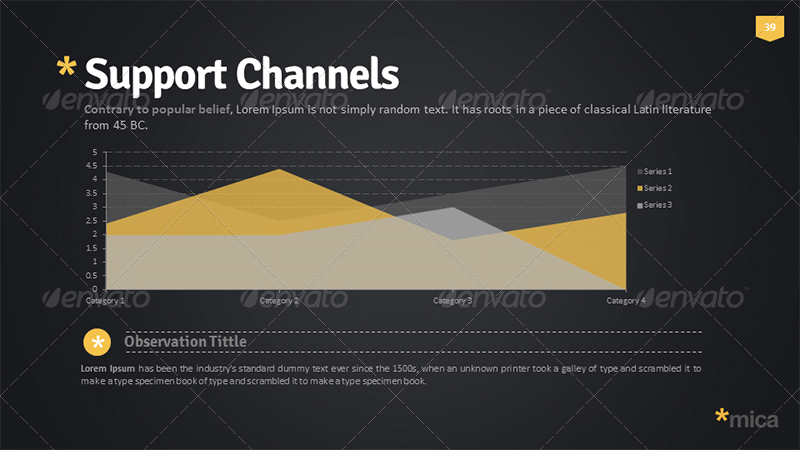 39
* Support Channels
Contrary to popular belief, Lorem Ipsum is not simply random text. It has roots in a piece of classical Latin literature
from 45 BC.
5
4.5
4
3.5
3
2.5
2
1.5
1
0.5
0
Series 1
Series 2
Series 3
Category 1
Category 2
Category 3
Category 4
* Observation Tittle
Lorem Ipsum has been the industry's standard dummy text ever since the 1500s, when an unknown printer took a galley of type and scrambled it to
make a type specimen book of type and scrambled it to make a type specimen book.
*mica
envato
envato
envato
envato
envato
envato
envato
envato